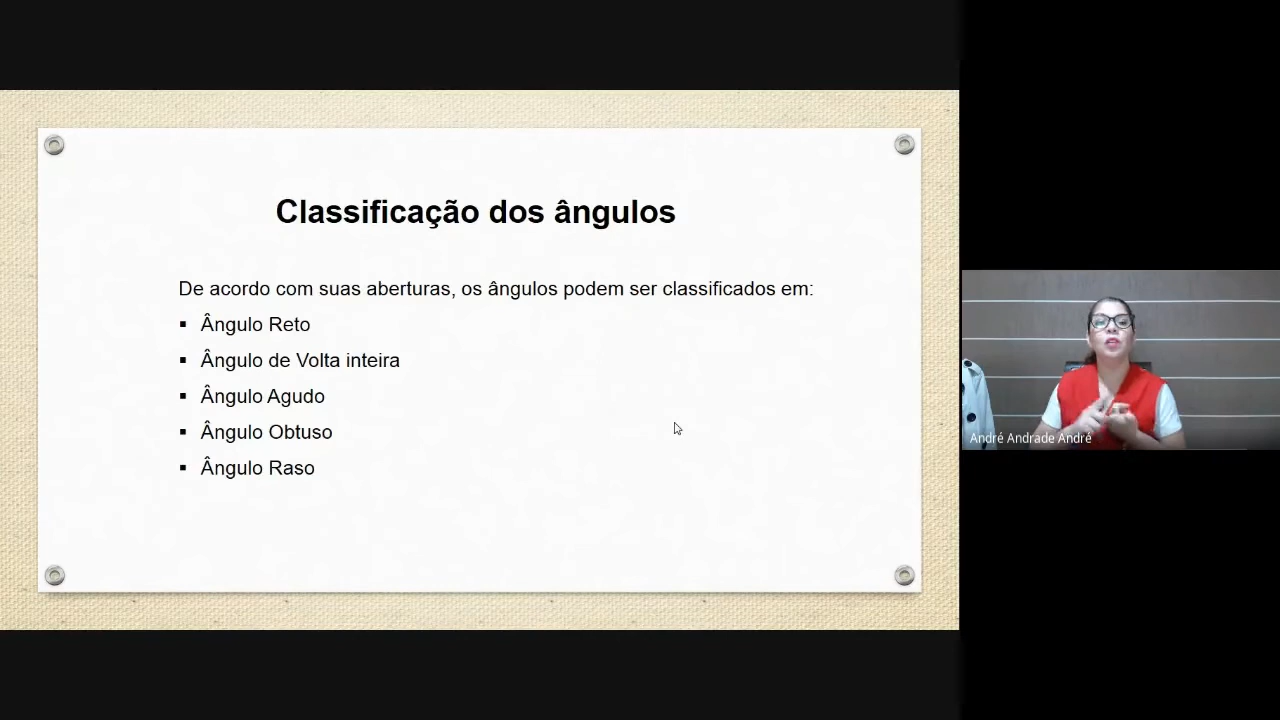 Classificação dos ângulos
De acordo com suas aberturas, os ângulos podem ser classificados em:
▪ Ângulo Reto
▪ Ângulo de Volta inteira
▪ Ângulo Agudo
▪ Ângulo Obtuso
▪ Ângulo Raso
André Andrade André